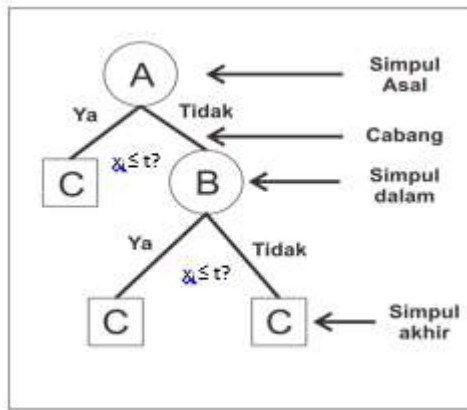 A
Simpul
Asal
Ya
Tidak
Cabang
C
xᵢ ≤ t?
B
Simpul
dalam
Ya
Tidak
xᵢ ≤ t?
C
C
Simpul
akhir